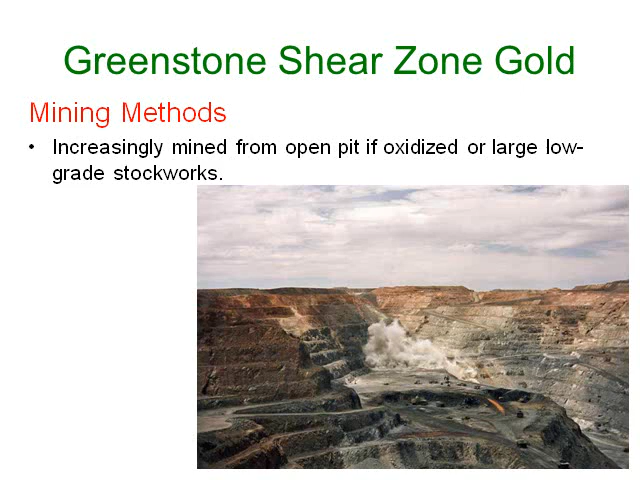 Greenstone Shear Zone Gold
Mining Methods
• Increasingly mined from open pit if oxidized or large low-
grade stockworks.